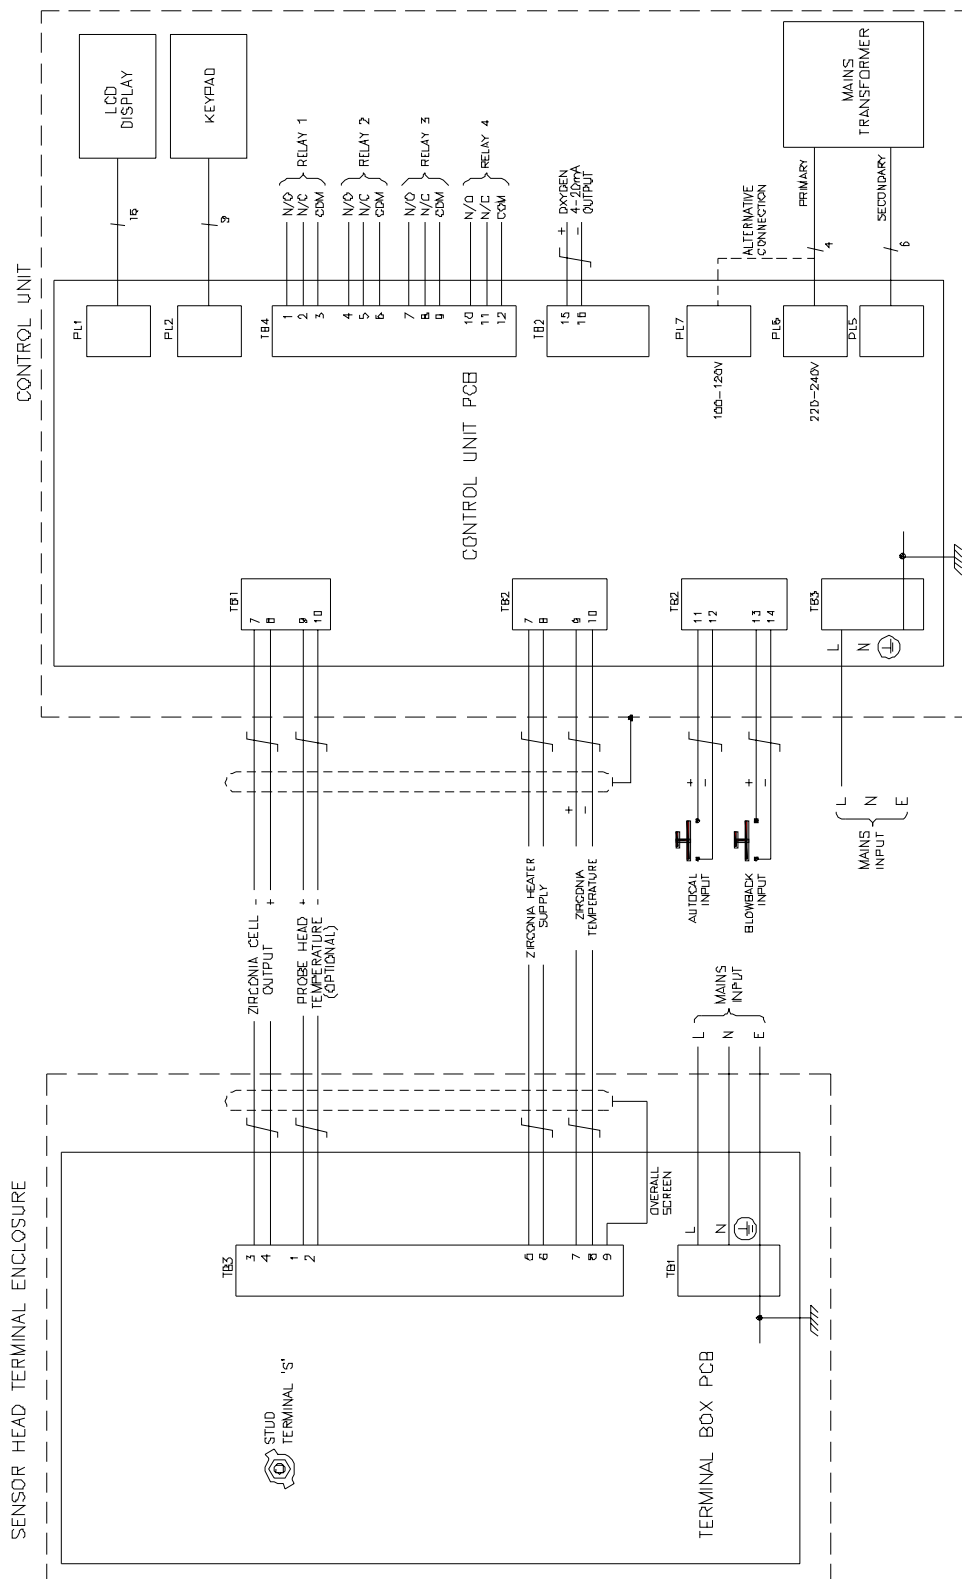 CONTROL UNIT
LCD
DISPLAY
KEYPAD
MAINS
TRANSFORMER
16
9
N/O
N/C
COM
RELAY 1
N/O
N/C
COM
RELAY 2
N/O
N/C
COM
RELAY 3
N/O
N/C
COM
RELAY 4
+
-
OXYGEN
4-20mA
OUTPUT
ALTERNATIVE
CONNECTION
PRIMARY
4
SECONDARY
6
PL1
PL2
TB4
1
2
3
4
5
6
7
8
9
10
11
12
TB2
15
16
PL7
PL6
PL5
100-120V
220-240V
CONTROL UNIT PCB
TB1
7
8
9
10
TB2
7
8
9
10
TB2
11
12
13
14
TB3
L
N
+
-
+
-
+
-
AUTOCAL
INPUT
BLOWBACK
INPUT
L
N
E
MAINS
INPUT
ZIRCONIA CELL -
OUTPUT +
PROBE HEAD +
TEMPERATURE -
(OPTIONAL)
ZIRCONIA HEATER
SUPPLY
ZIRCONIA
TEMPERATURE
MAINS
INPUT
L
N
E
SENSOR HEAD TERMINAL ENCLOSURE
OVERALL
SCREEN
TB3
3
4
1
2
5
6
7
8
9
TB1
L
N
STUD
TERMINAL 'S'
TERMINAL BOX PCB